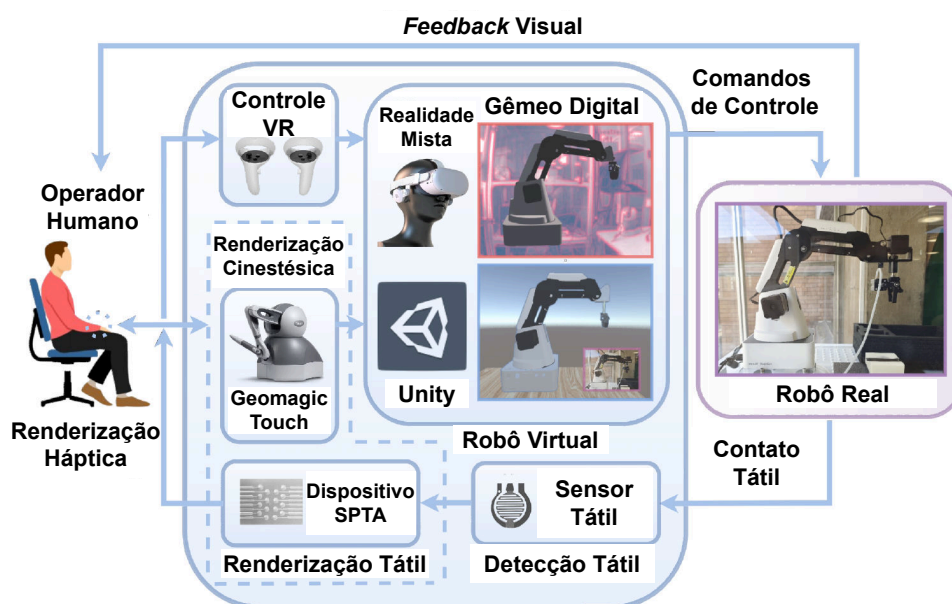 Feedback Visual
Controle
VR
Realidade
Mista
Gêmeo Digital
Comandos
de Controle
Operador
Humano
Renderização
Cinestésica
Geomagic
Touch
Unity
Robô Virtual
Robô Real
Renderização
Háptica
Contato
Tátil
Dispositivo
SPTA
Sensor
Tátil
Renderização Tátil
Detecção Tátil